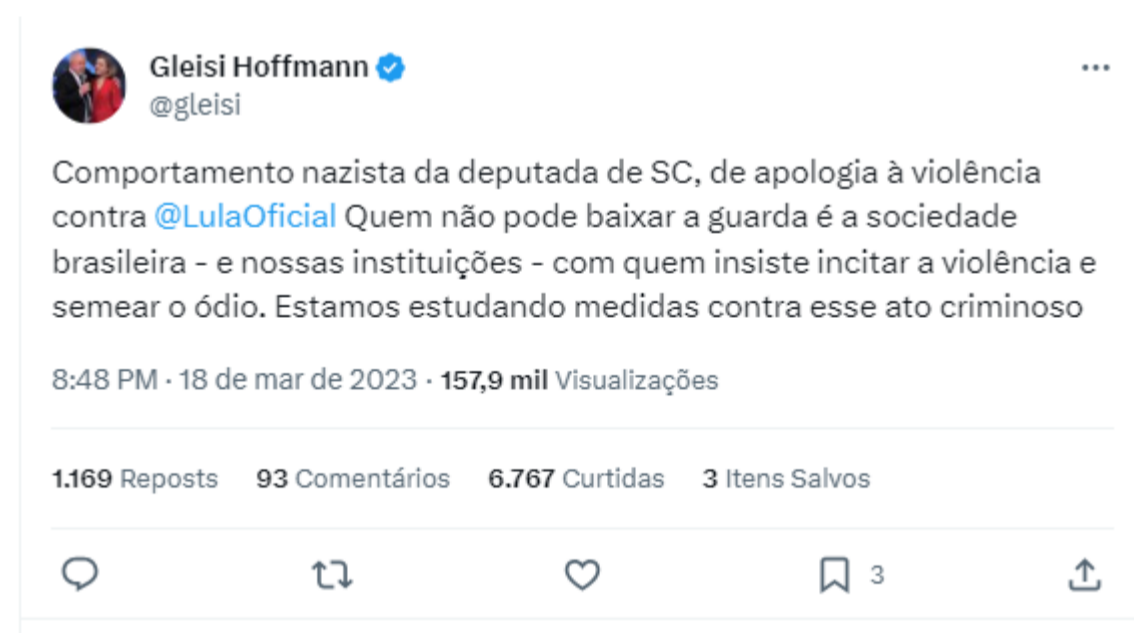 Gleisi Hoffmann
@gleisi
Comportamento nazista da deputada de SC, de apologia à violência
contra @LulaOficial Quem não pode baixar a guarda é a sociedade
brasileira - e nossas instituições - com quem insiste incitar a violência e
semear o ódio. Estamos estudando medidas contra esse ato criminoso
8:48 PM · 18 de mar de 2023 · 157,9 mil Visualizações
1.169 Reposts 93 Comentários 6.767 Curtidas 3 Itens Salvos
3